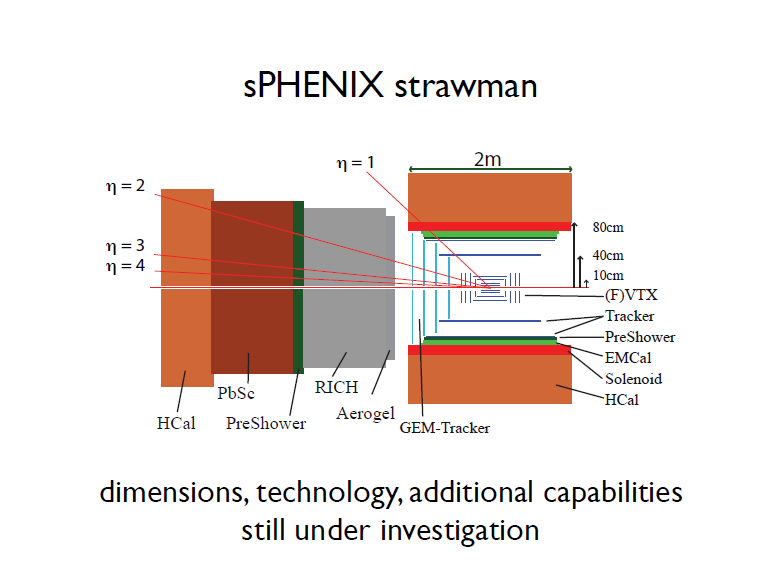 sPHENIX strawman
η = 1
2m
η = 2
80cm
η = 3
40cm
η = 4
10cm
(F)VTX
Tracker
PreShower
EMCal
Solenoid
HCal
PbSc
RICH
Aerogel
HCal
PreShower
GEM-Tracker
dimensions, technology, additional capabilities
still under investigation